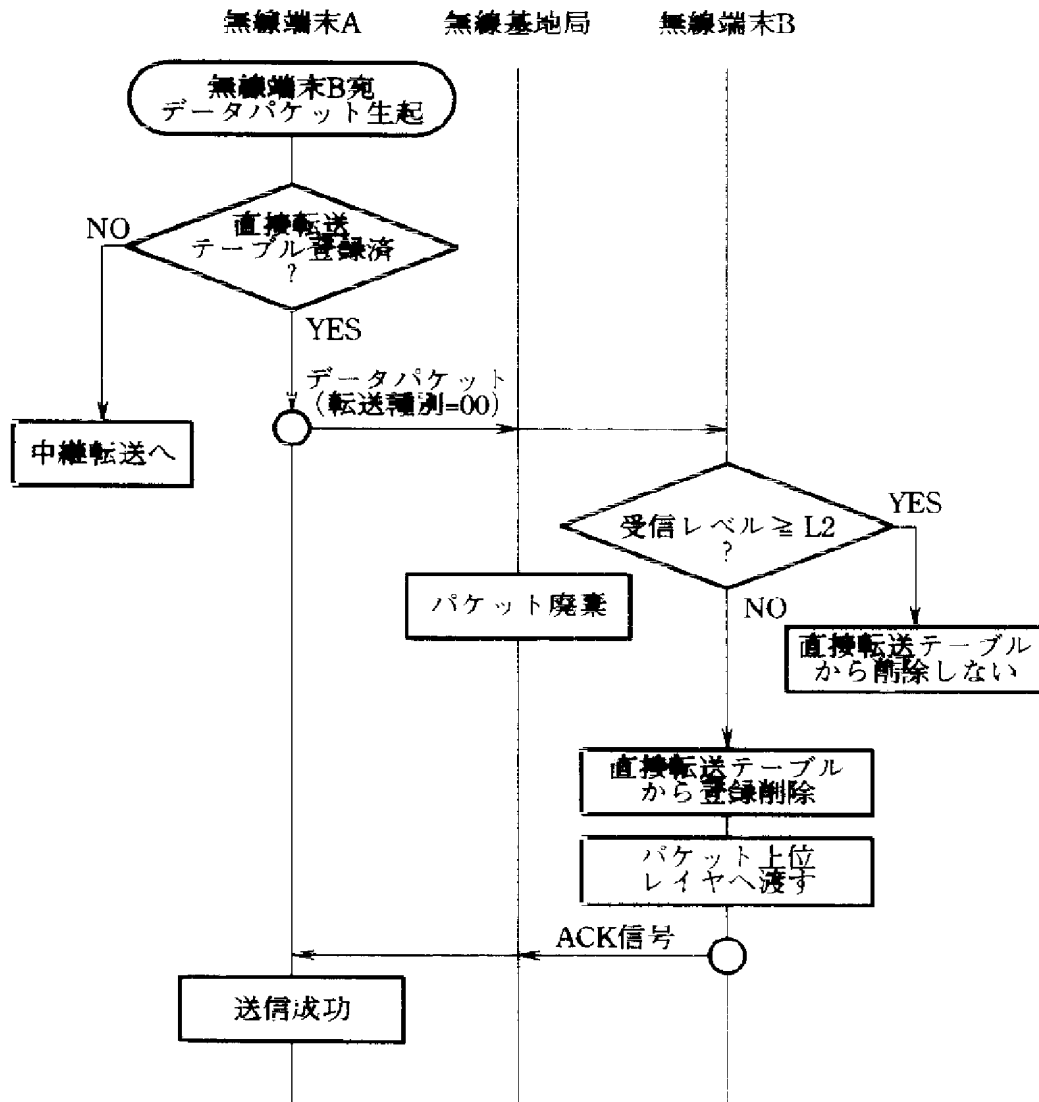 無線端末A 無線基地局 無線端末B
無線端末B宛
データパケット生起
NO
直接転送
テーブル登録済
?
YES
データパケット
(転送種別=00)
中継転送へ
受信レベル≧L2
?
YES
パケット廃棄
NO
直接転送テーブル
から削除しない
直接転送テーブル
から登録削除
パケット上位
レイヤへ渡す
ACK信号
送信成功